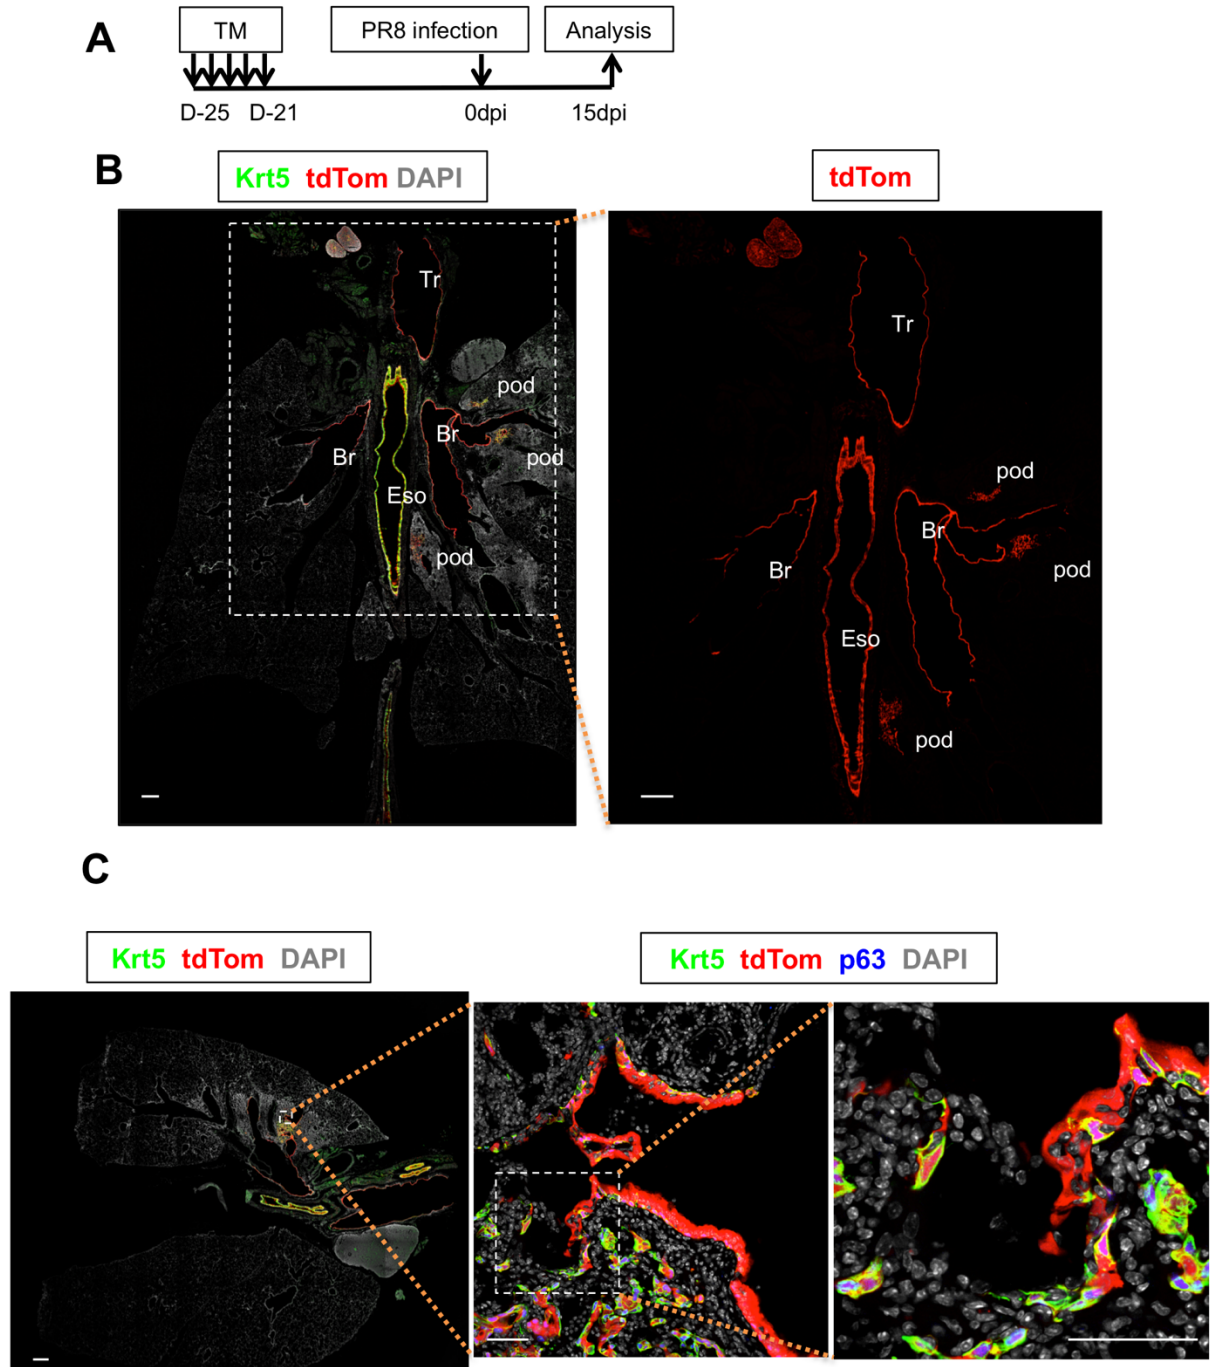 A
TM
PR8 infection
Analysis
D-25
D-21
0dpi
15dpi
B
Krt5 tdTom DAPI
tdTom
Tr
pod
Br
Br
pod
Eso
pod
Tr
pod
Br
pod
Br
Eso
pod
C
Krt5 tdTom DAPI
Krt5 tdTom p63 DAPI